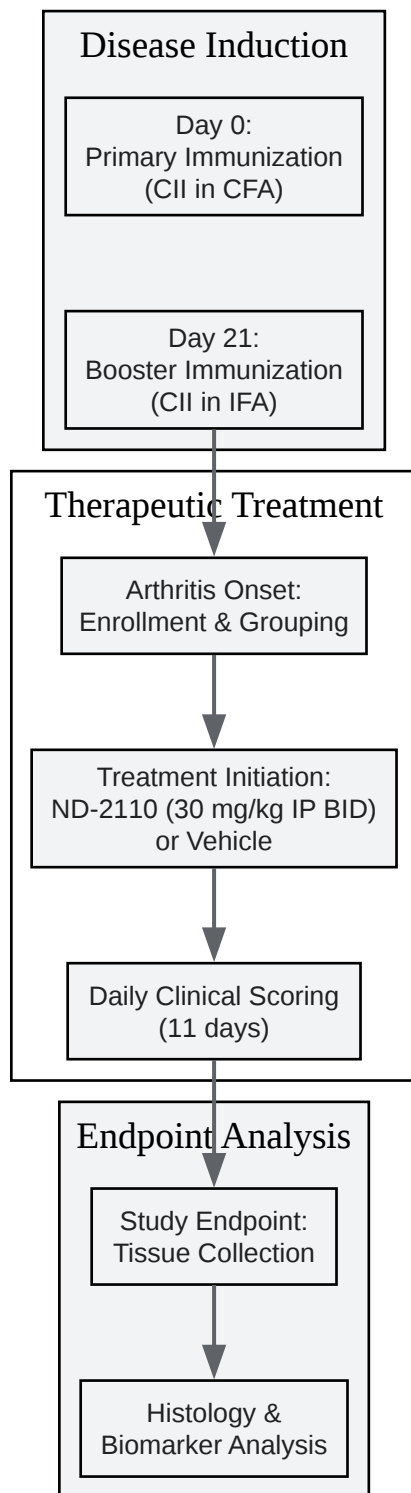 Disease Induction
Day 0:
Primary Immunization
(CII in CFA)
Day 21:
Booster Immunization
(CII in IFA)
Therapeutic Treatment
Arthritis Onset:
Enrollment & Grouping
Treatment Initiation:
ND-2110 (30 mg/kg IP BID)
or Vehicle
Daily Clinical Scoring
(11 days)
Endpoint Analysis
Study Endpoint:
Tissue Collection
Histology &
Biomarker Analysis